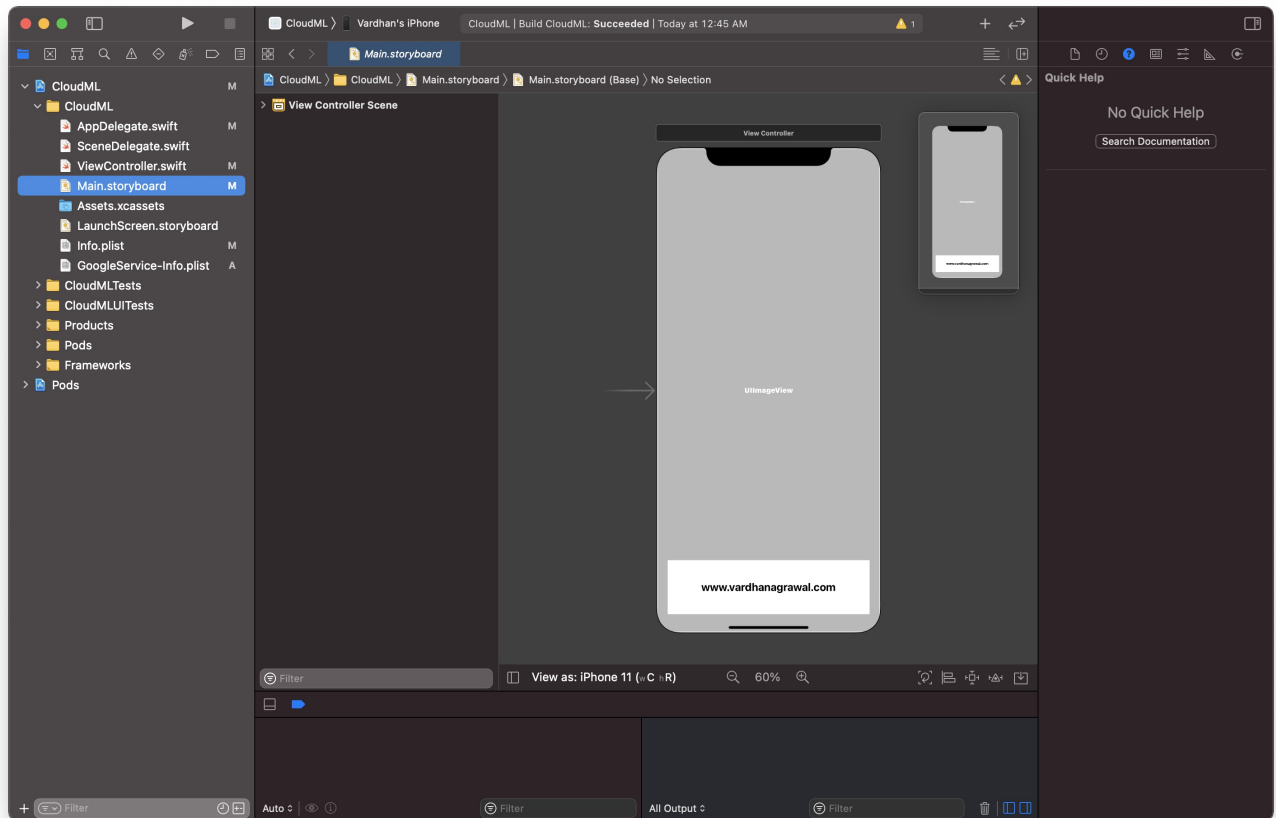 CloudML
Vardhan's iPhone
CloudML | Build CloudML: Succeeded | Today at 12:45 AM
1
Main.storyboard
CloudML
CloudML
Main.storyboard
Main.storyboard (Base)
No Selection
Quick Help
CloudML M
CloudML
AppDelegate.swift M
SceneDelegate.swift
ViewController.swift M
Main.storyboard M
Assets.xcassets
LaunchScreen.storyboard
Info.plist M
GoogleService-Info.plist A
CloudMLTests
CloudMLUITests
Products
Pods
Frameworks
Pods
View Controller Scene
View Controller
UIImageView
www.vardhanagrawal.com
www.vardhanagrawal.com
No Quick Help
Search Documentation
Filter
View as: iPhone 11 (wC hR)
60%
Filter
Auto
Filter
All Output
Filter